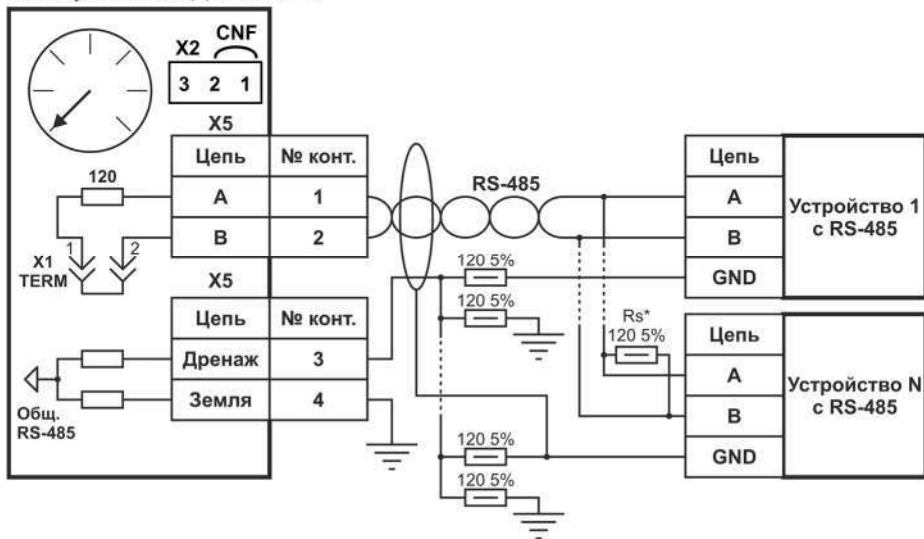 CNF
X2
3 2 1
X5
Цепь № конт.
120
A 1
B 2
1 2
X1
TERM
X5
Цепь № конт.
Дренаж 3
Земля 4
Общ.
RS-485
RS-485
120 5%
120 5%
Rs*
120 5%
120 5%
120 5%
Цепь
A
B
GND
Устройство 1
с RS-485
Цепь
A
B
GND
Устройство N
с RS-485